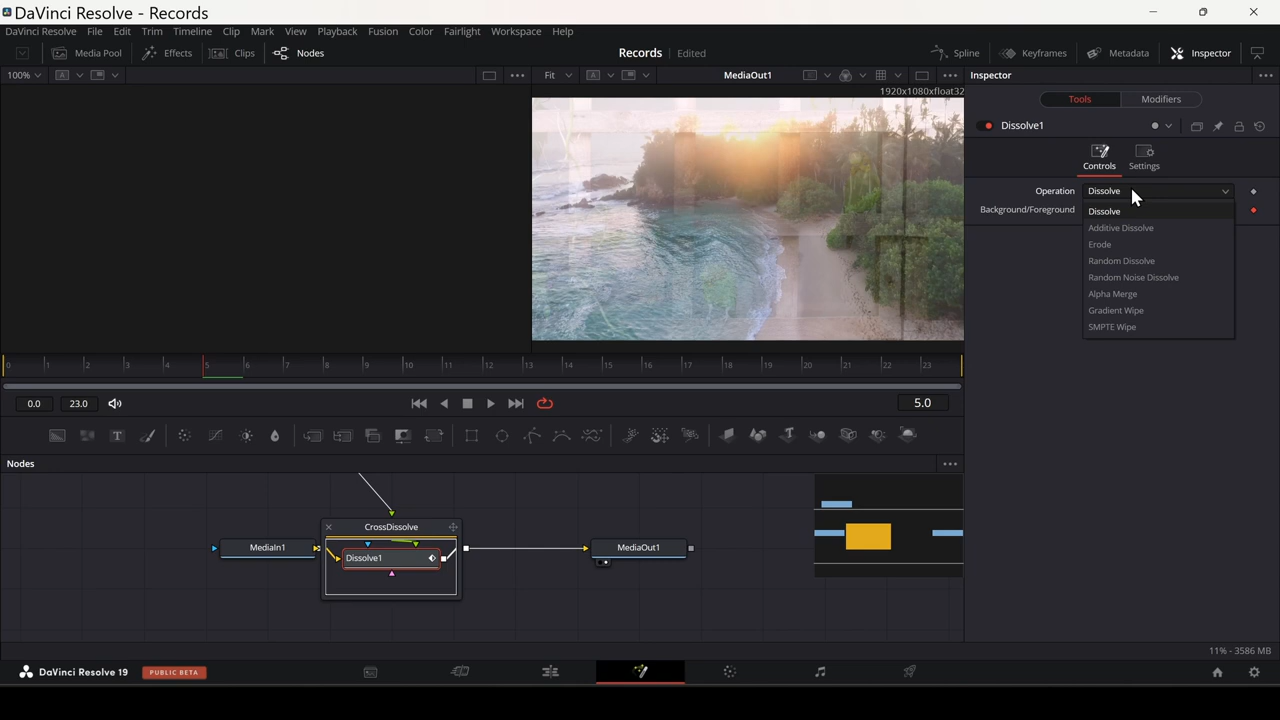 DaVinci Resolve - Records
DaVinci Resolve File Edit Trim Timeline Clip Mark View Playback Fusion Color Fairlight Workspace Help
Media Pool Effects Clips Nodes Records Edited Spline Keyframes Metadata Inspector
100% Fit MediaOut1 Inspector
1920x1080xfloat32
Tools Modifiers
Dissolve1
Controls Settings
Operation Dissolve
Background/Foreground
Dissolve
Additive Dissolve
Erode
Random Dissolve
Random Noise Dissolve
Alpha Merge
Gradient Wipe
SMPTE Wipe
0 1 2 3 4 5 6 7 8 9 10 11 12 13 14 15 16 17 18 19 20 21 22 23
0.0 23.0 5.0
Nodes
CrossDissolve
MediaIn1 Dissolve1 MediaOut1
11% - 3586 MB
DaVinci Resolve 19 PUBLIC BETA